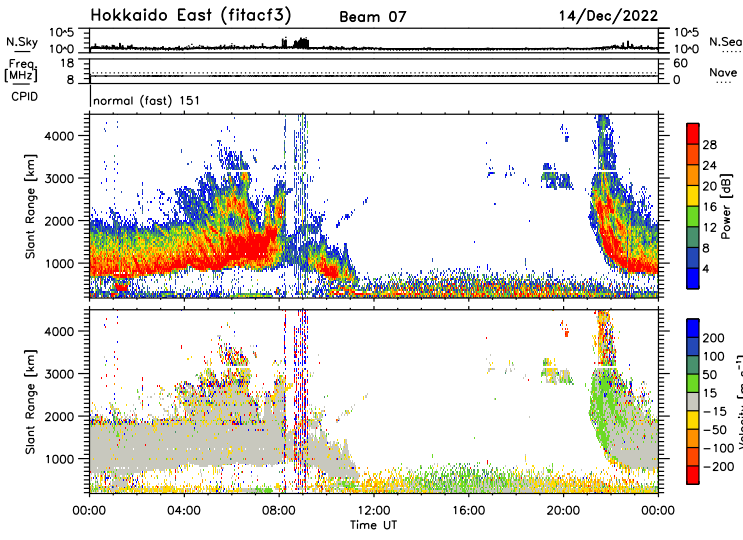 Hokkaido East (fitacf3) Beam 07 14/Dec/2022
N.Sky 10^5 10^0 10^5 10^0 N.Sea
Freq. [MHz] 18 8 60 0 Nave
CPID normal (fast) 151
Slant Range [km] 4000 3000 2000 1000
Power [dB] 28 24 20 16 12 8 4
Slant Range [km] 4000 3000 2000 1000
Velocity [m s^-1] 200 100 50 15 -15 -50 -100 -200
00:00 04:00 08:00 12:00 16:00 20:00 00:00
Time UT